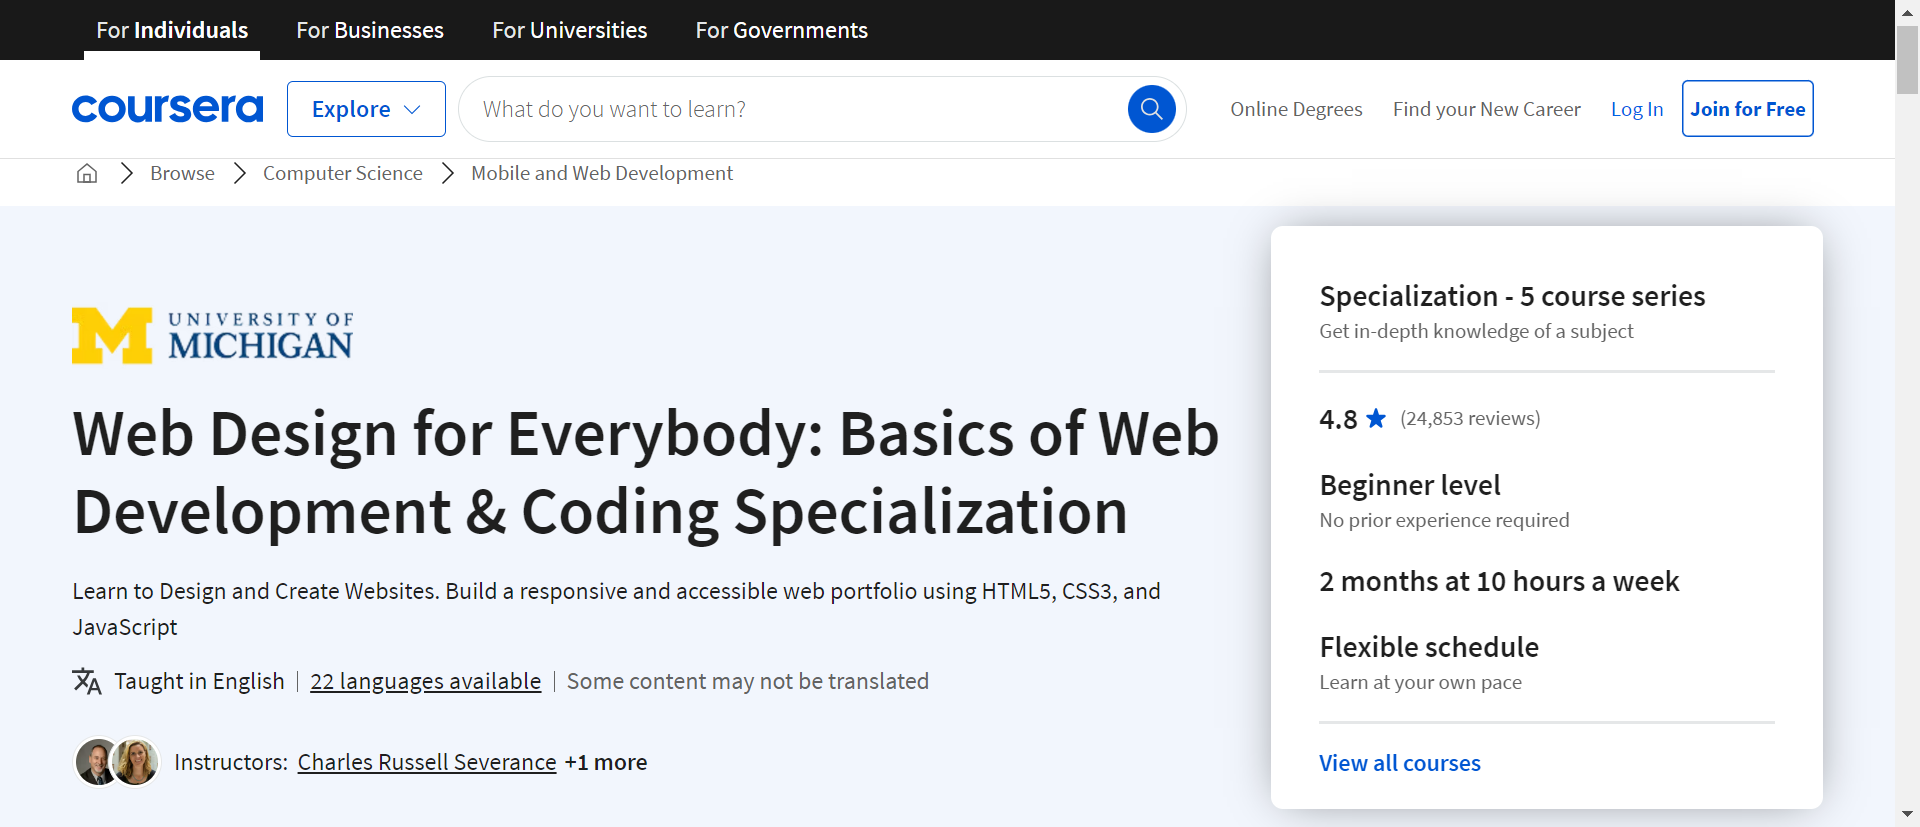 For Individuals For Businesses For Universities For Governments
coursera Explore What do you want to learn? Online Degrees Find your New Career Log In Join for Free
Browse Computer Science Mobile and Web Development
UNIVERSITY OF
MICHIGAN
Web Design for Everybody: Basics of Web
Development & Coding Specialization
Learn to Design and Create Websites. Build a responsive and accessible web portfolio using HTML5, CSS3, and
JavaScript
Taught in English | 22 languages available | Some content may not be translated
Instructors: Charles Russell Severance +1 more
Specialization - 5 course series
Get in-depth knowledge of a subject
4.8 ★ (24,853 reviews)
Beginner level
No prior experience required
2 months at 10 hours a week
Flexible schedule
Learn at your own pace
View all courses